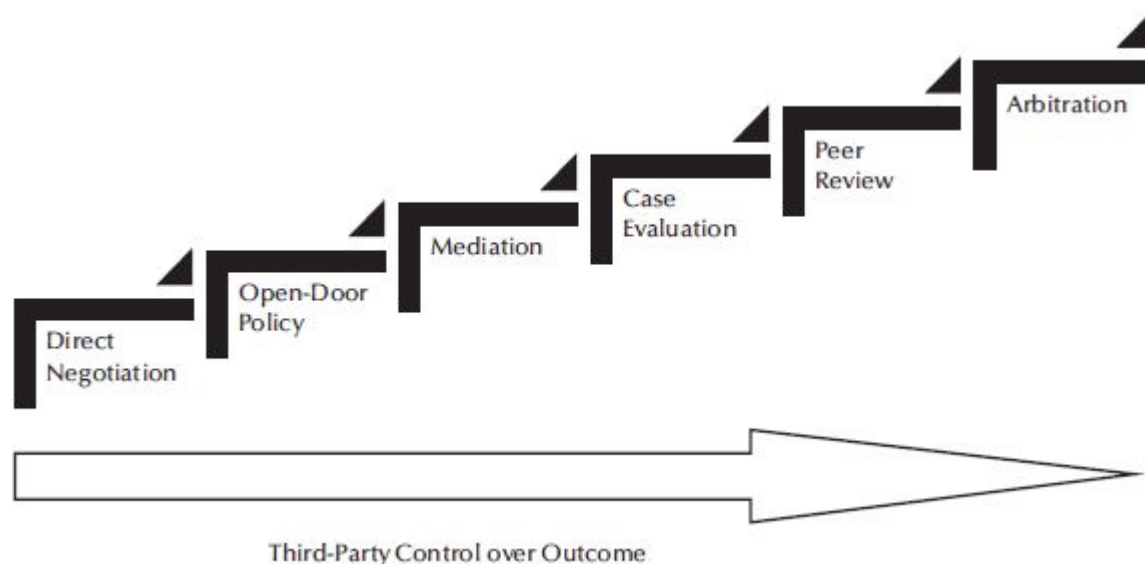 Direct
Negotiation
Open-Door
Policy
Mediation
Case
Evaluation
Peer
Review
Arbitration
Third-Party Control over Outcome